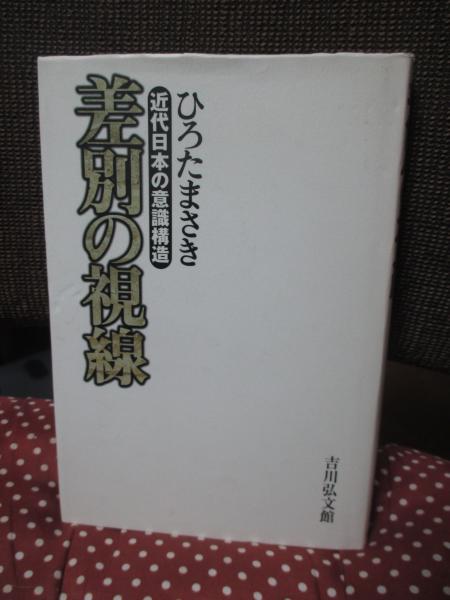 ひろたまさき
近代日本の意識構造
差別の視線
吉川弘文館